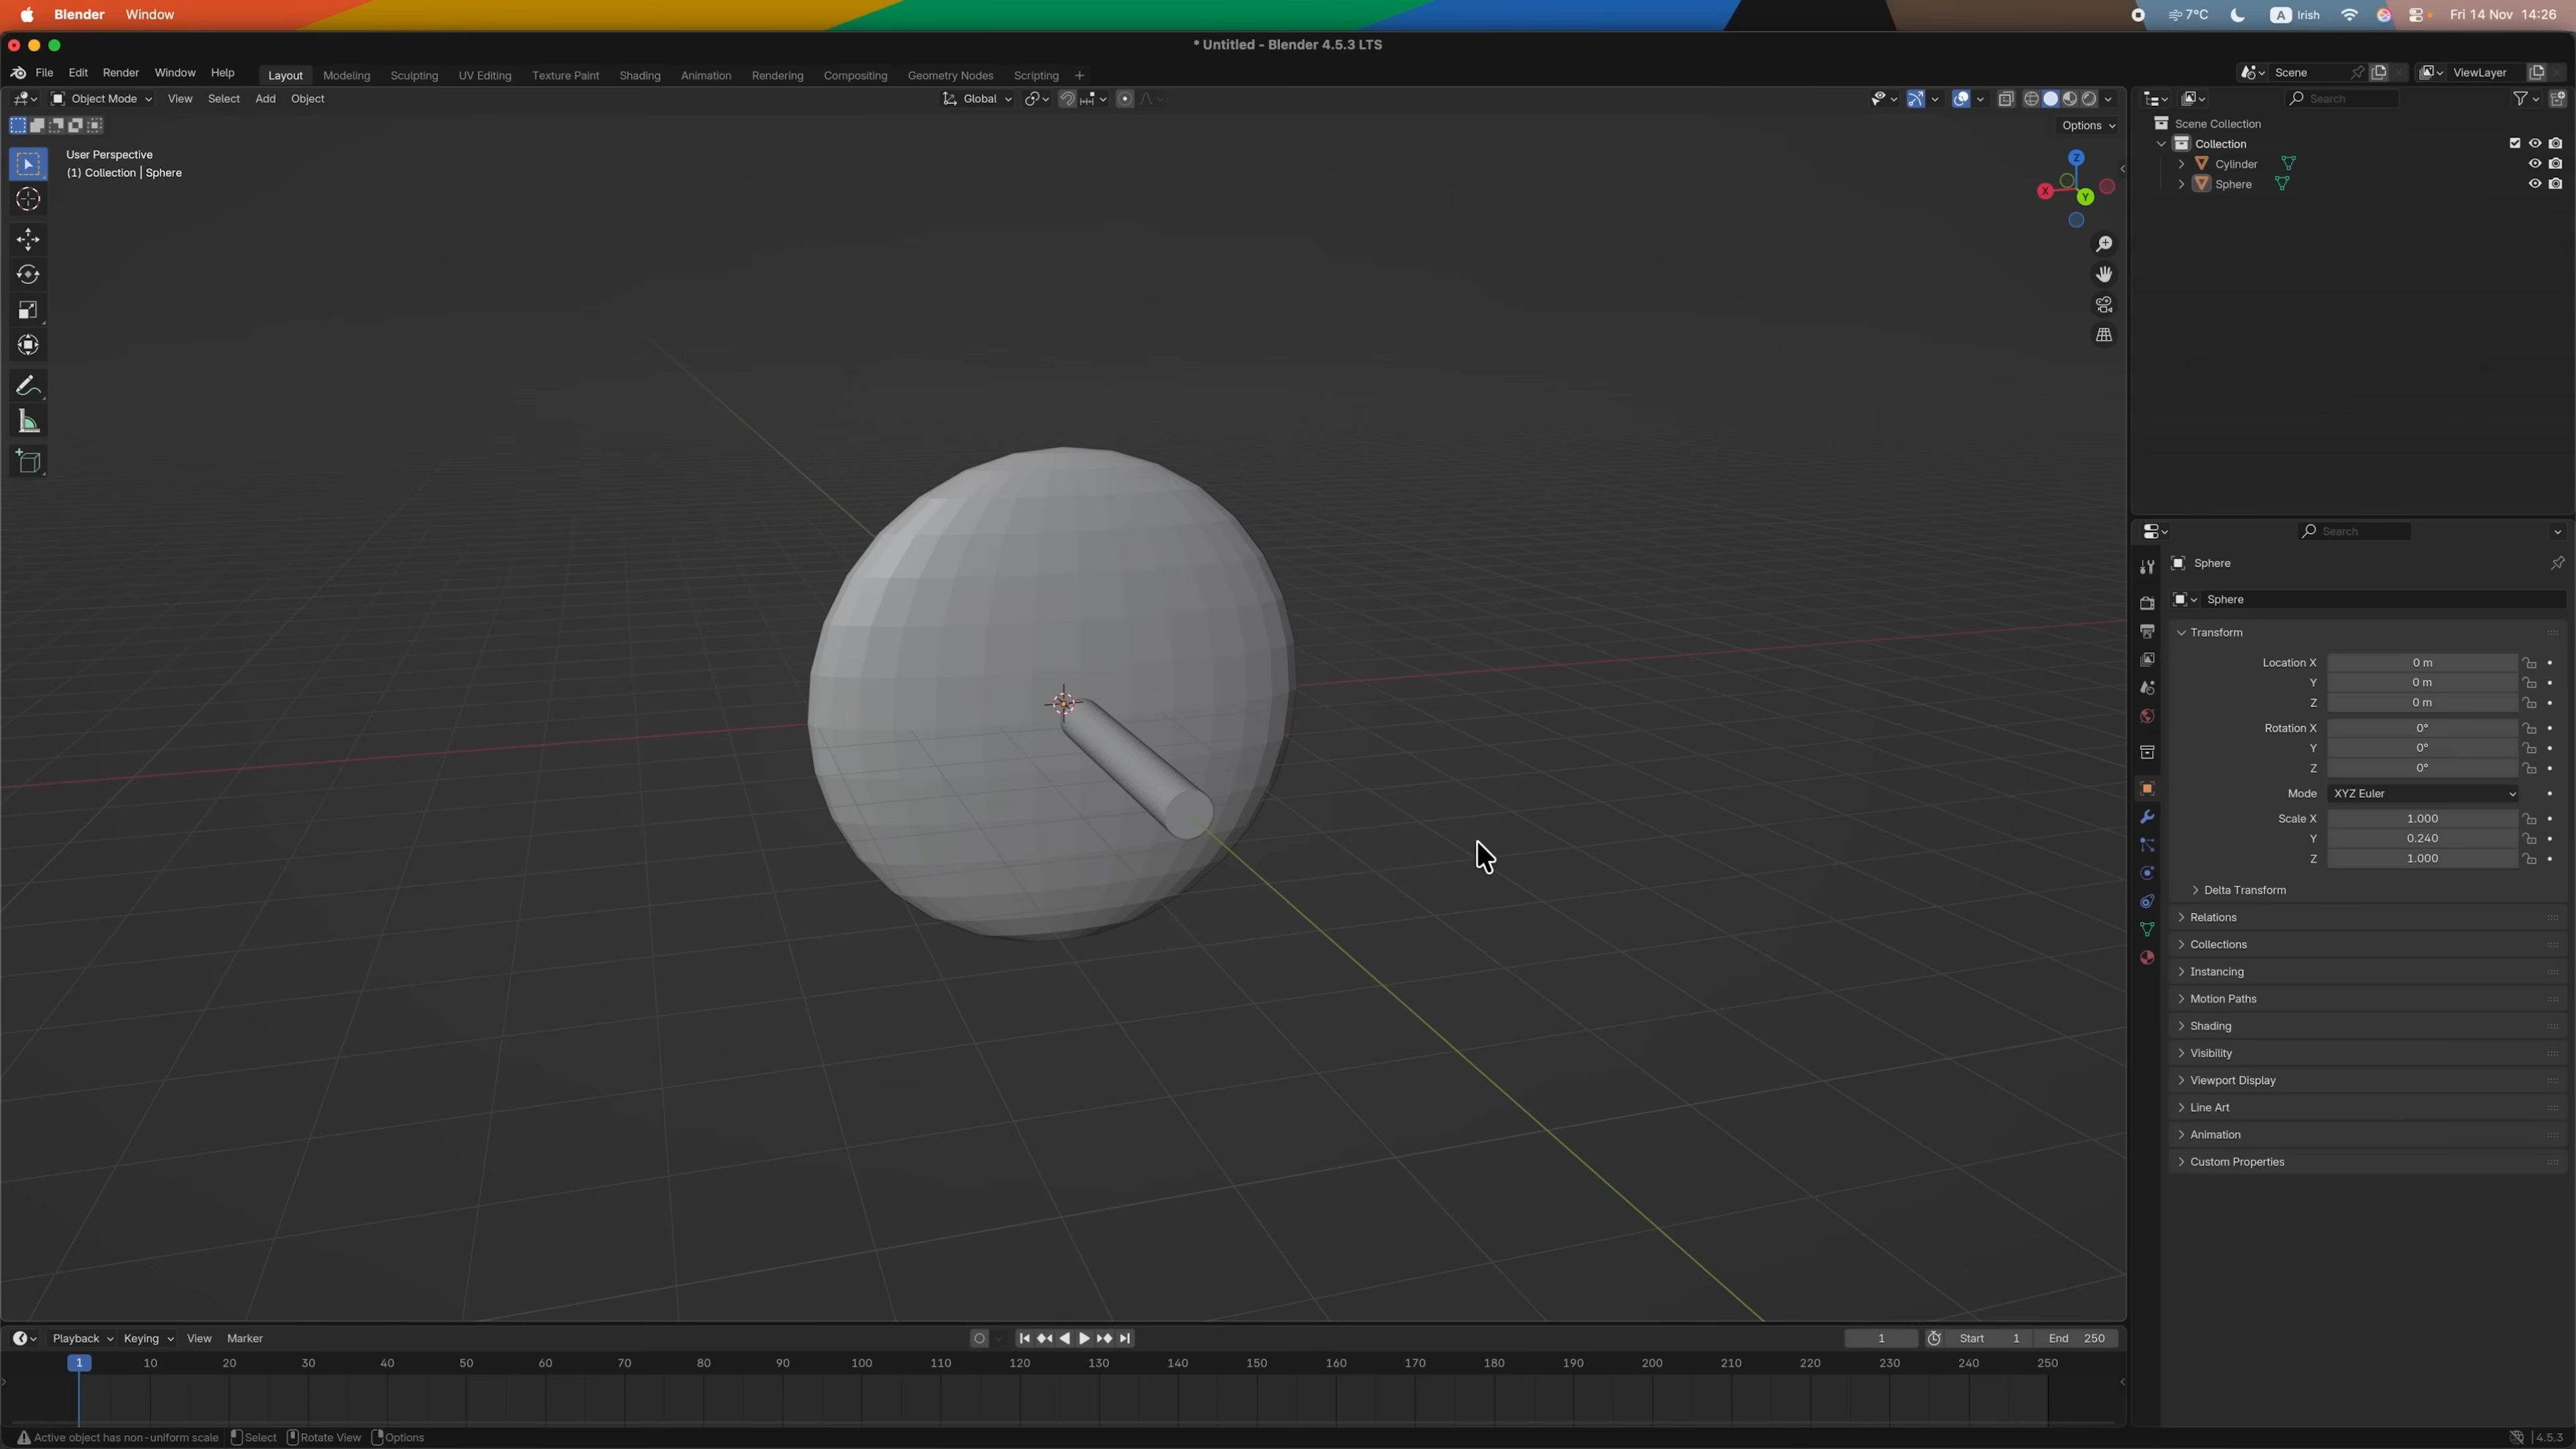 Blender Window 7°C A Irish Fri 14 Nov 14:26
* Untitled - Blender 4.5.3 LTS
File Edit Render Window Help Layout Modeling Sculpting UV Editing Texture Paint Shading Animation Rendering Compositing Geometry Nodes Scripting + Scene ViewLayer
Object Mode View Select Add Object Global Search
Options
User Perspective
(1) Collection | Sphere
Z
X
Y
Scene Collection
Collection
Cylinder
Sphere
Search
Sphere
Sphere
Transform
Location X 0 m
Y 0 m
Z 0 m
Rotation X 0°
Y 0°
Z 0°
Mode XYZ Euler
Scale X 1.000
Y 0.240
Z 1.000
Delta Transform
Relations
Collections
Instancing
Motion Paths
Shading
Visibility
Viewport Display
Line Art
Animation
Custom Properties
Playback Keying View Marker 1 Start 1 End 250
1 10 20 30 40 50 60 70 80 90 100 110 120 130 140 150 160 170 180 190 200 210 220 230 240 250
Active object has non-uniform scale Select Rotate View Options 4.5.3